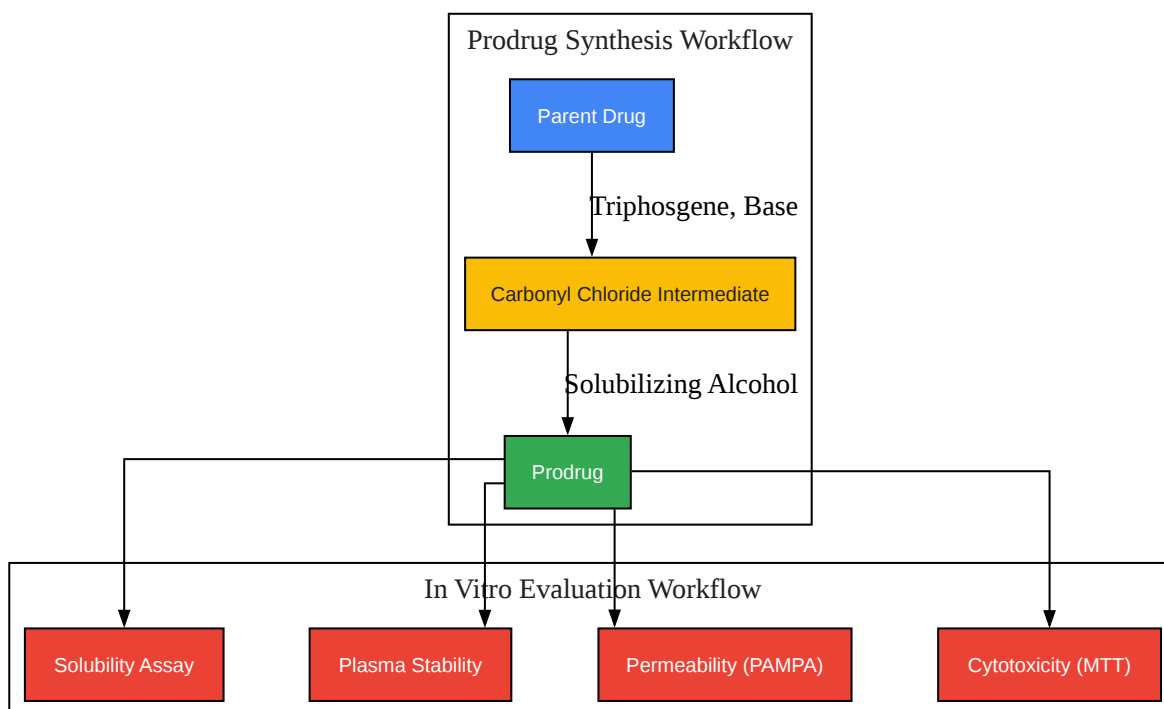 Prodrug Synthesis Workflow
Parent Drug
Triphosgene, Base
Carbonyl Chloride Intermediate
Solubilizing Alcohol
Prodrug
In Vitro Evaluation Workflow
Solubility Assay
Plasma Stability
Permeability (PAMPA)
Cytotoxicity (MTT)